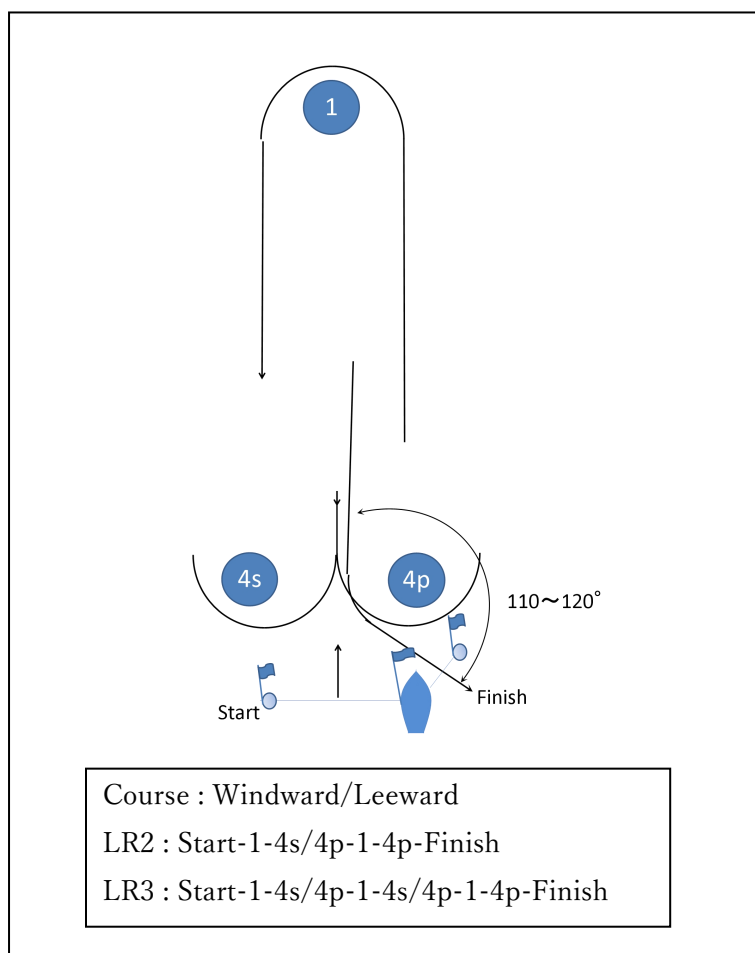 1
4s
4p
110～120°
Start
Finish
Course : Windward/Leeward
LR2 : Start-1-4s/4p-1-4p-Finish
LR3 : Start-1-4s/4p-1-4s/4p-1-4p-Finish